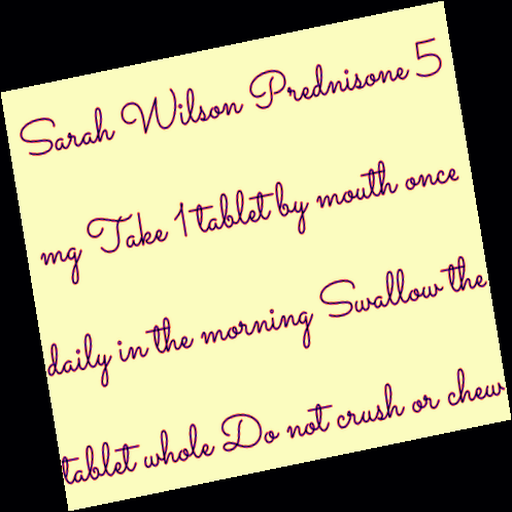 Sarah Wilson Prednisone 5
mg Take 1 tablet by mouth once
daily in the morning Swallow the
tablet whole Do not crush or chew